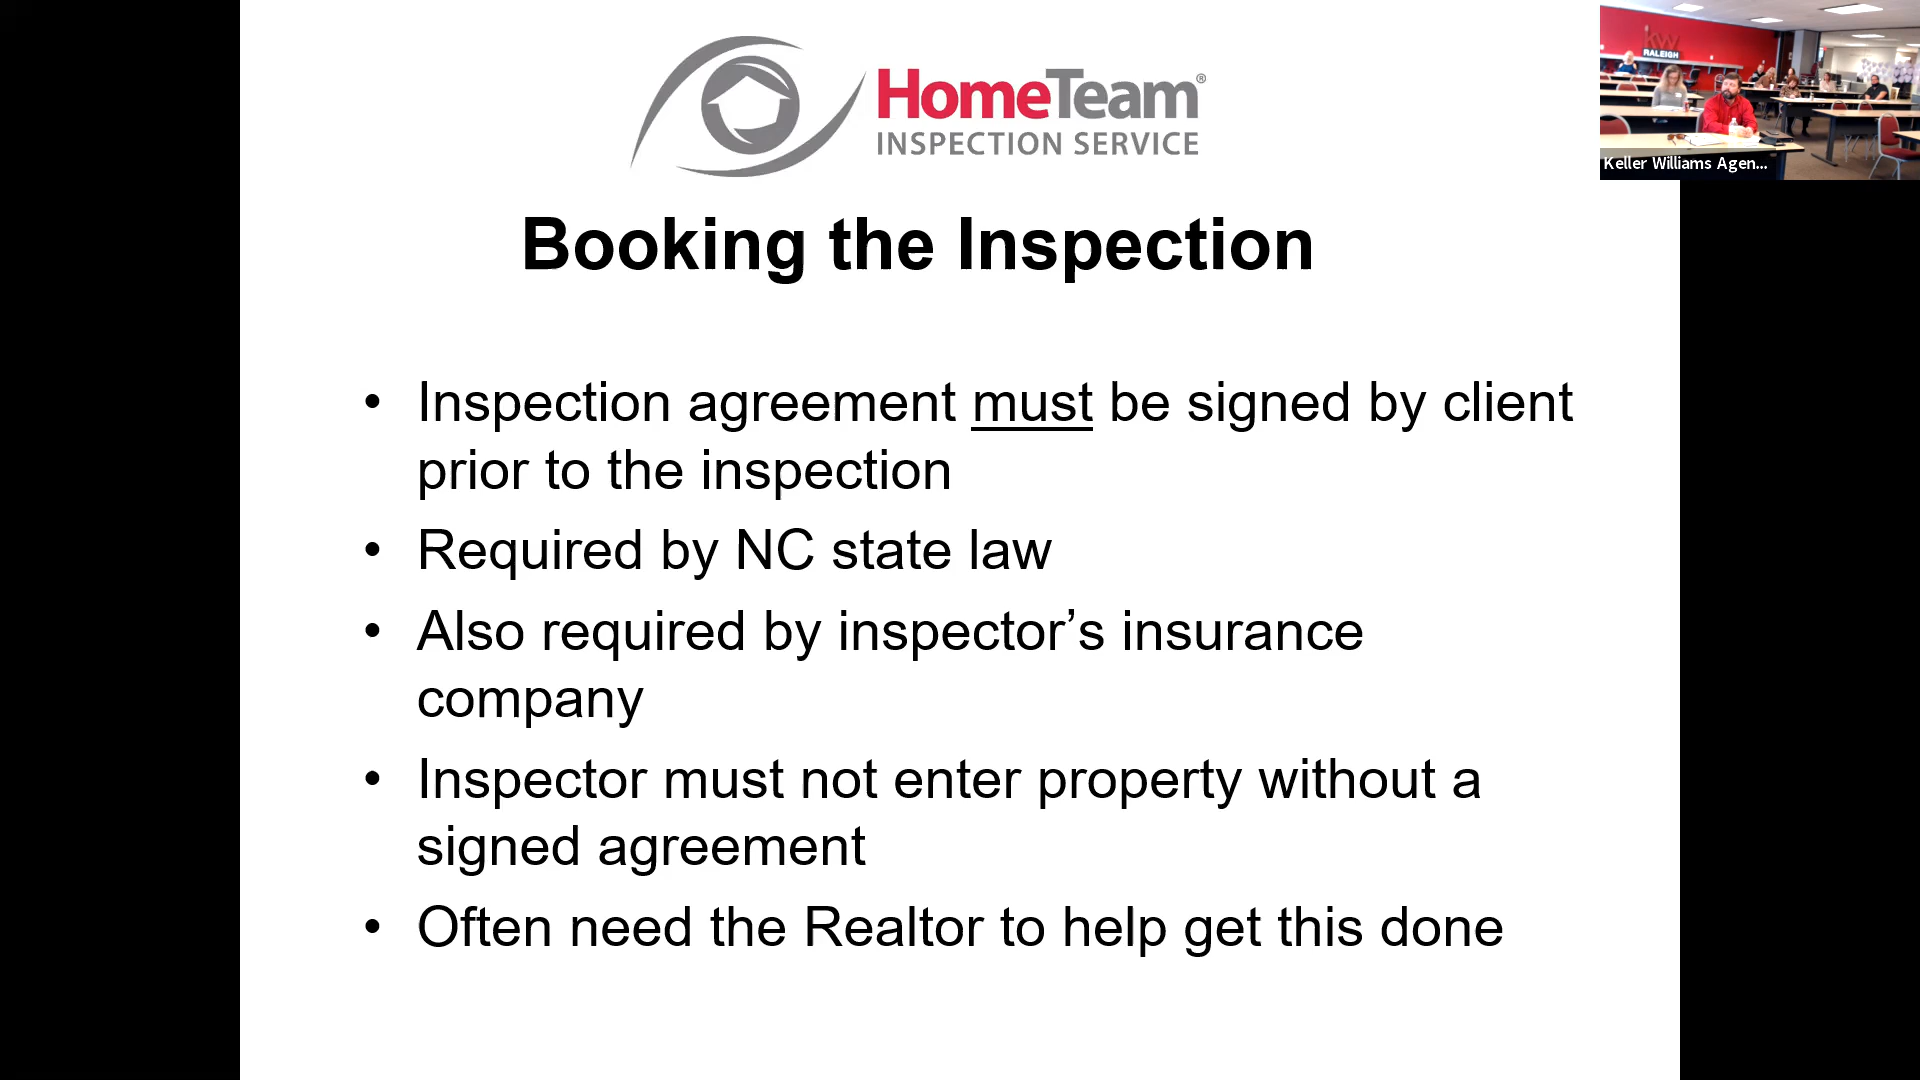 HomeTeam®
INSPECTION SERVICE
kw
RALEIGH
Keller Williams Agen...
Booking the Inspection
• Inspection agreement must be signed by client
prior to the inspection
• Required by NC state law
• Also required by inspector’s insurance
company
• Inspector must not enter property without a
signed agreement
• Often need the Realtor to help get this done